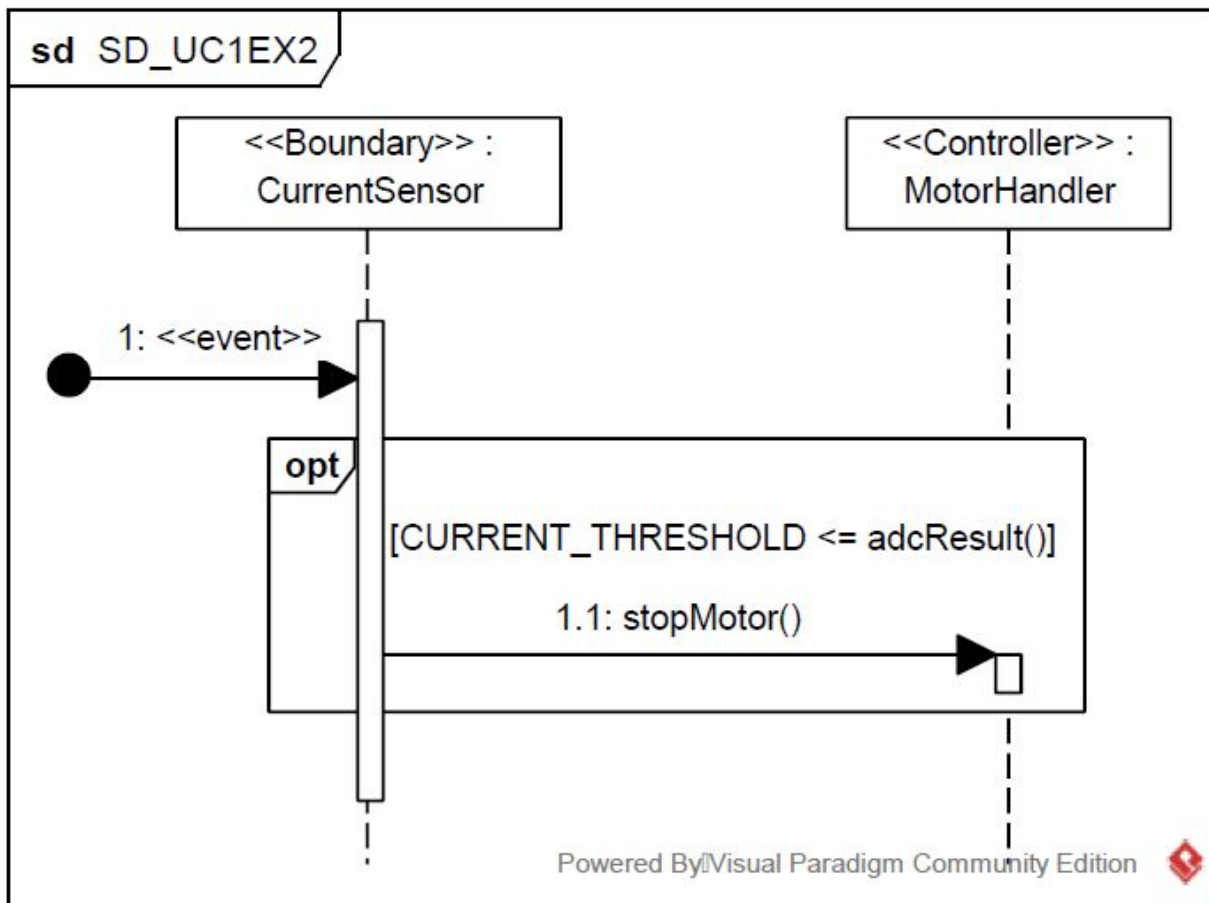 sd SD_UC1EX2
<<Boundary>> :
CurrentSensor
<<Controller>> :
MotorHandler
1: <<event>>
opt
[CURRENT_THRESHOLD <= adcResult()]
1.1: stopMotor()
Powered By Visual Paradigm Community Edition